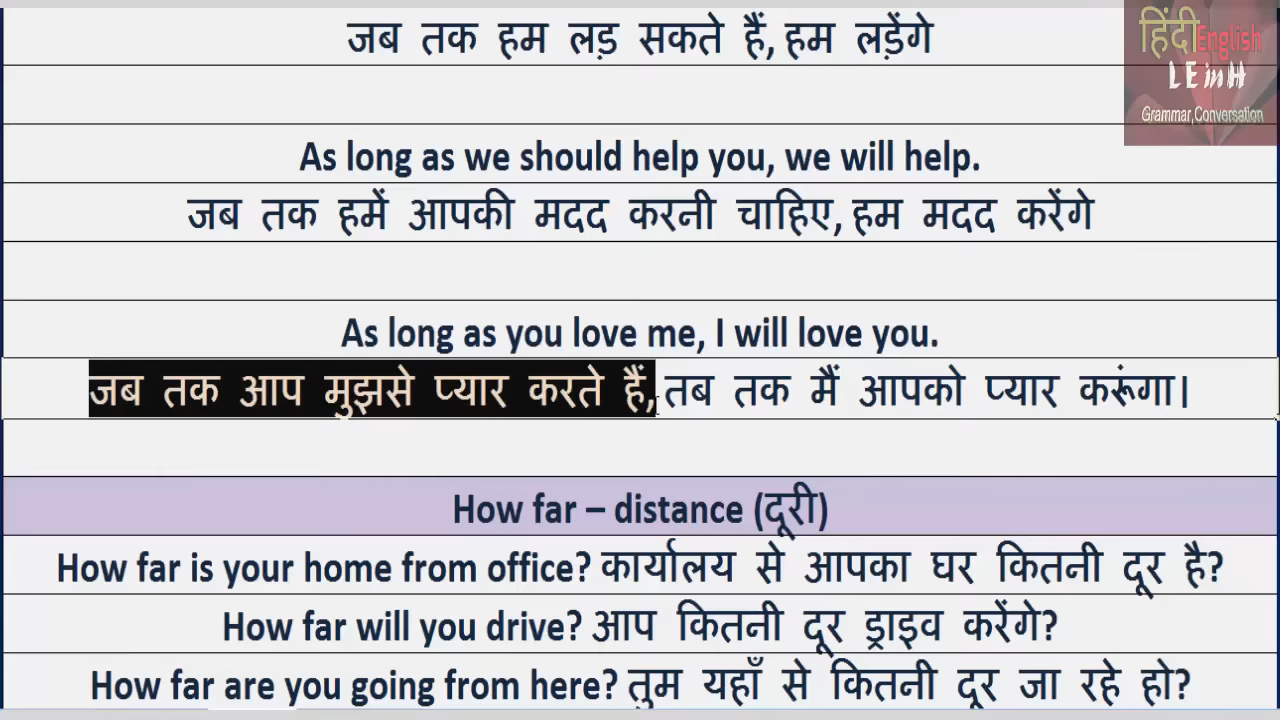 जब तक हम लड़ सकते हैं, हम लड़ेंगे
हिंदी English
L E in H
Grammar,Conversation
As long as we should help you, we will help.
जब तक हमें आपकी मदद करनी चाहिए, हम मदद करेंगे
As long as you love me, I will love you.
जब तक आप मुझसे प्यार करते हैं, तब तक मैं आपको प्यार करूंगा।
How far – distance (दूरी)
How far is your home from office? कार्यालय से आपका घर कितनी दूर है?
How far will you drive? आप कितनी दूर ड्राइव करेंगे?
How far are you going from here? तुम यहाँ से कितनी दूर जा रहे हो?